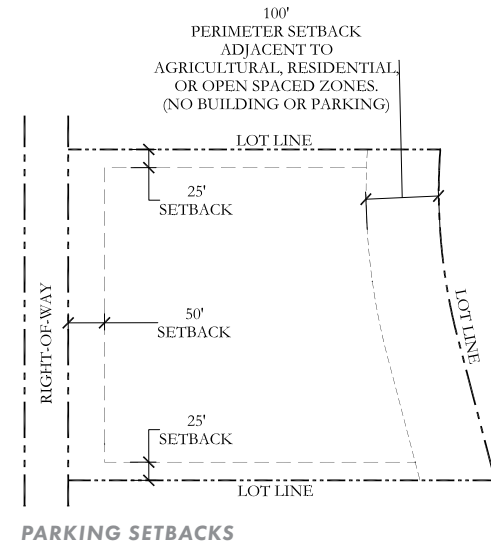 100'
PERIMETER SETBACK
ADJACENT TO
AGRICULTURAL, RESIDENTIAL,
OR OPEN SPACED ZONES.
(NO BUILDING OR PARKING)
LOT LINE
25'
SETBACK
RIGHT-OF-WAY
50'
SETBACK
LOT LINE
25'
SETBACK
LOT LINE
PARKING SETBACKS